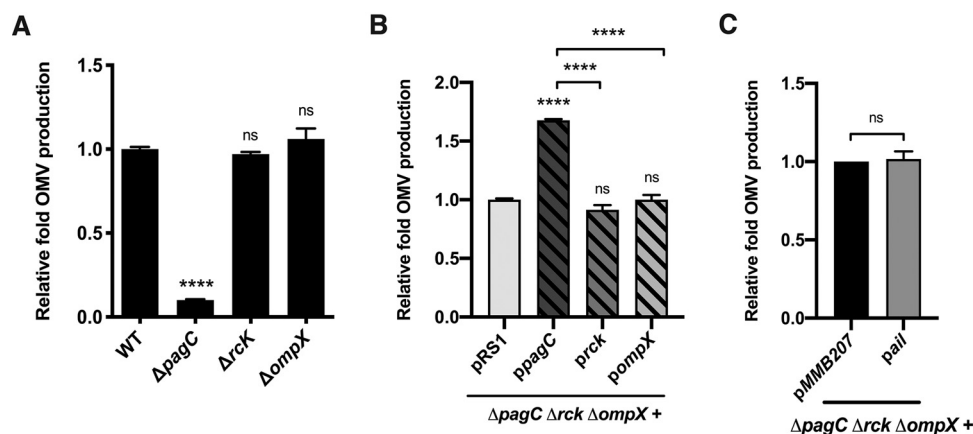 A
Relative fold OMV production
1.5
1.0
0.5
0.0
****
ns
ns
WT
ΔpagC
ΔrcK
ΔompX
B
Relative fold OMV production
2.0
1.5
1.0
0.5
0.0
****
****
****
ns
ns
pRS1
ppagC
prck
pompX
ΔpagC Δrck ΔompX +
C
Relative fold OMV production
1.5
1.0
0.5
0.0
ns
pMMB207
pail
ΔpagC Δrck ΔompX +